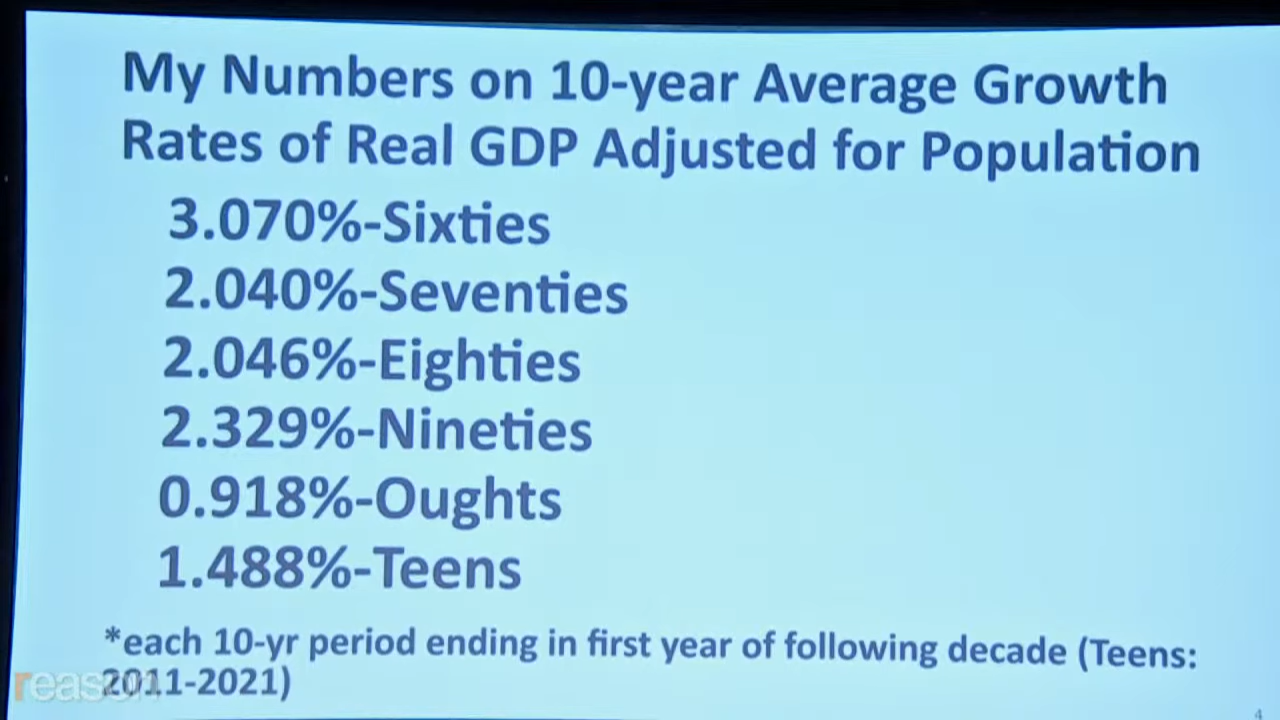 My Numbers on 10-year Average Growth
Rates of Real GDP Adjusted for Population
3.070%-Sixties
2.040%-Seventies
2.046%-Eighties
2.329%-Nineties
0.918%-Oughts
1.488%-Teens
*each 10-yr period ending in first year of following decade (Teens:
2011-2021)
reason
4